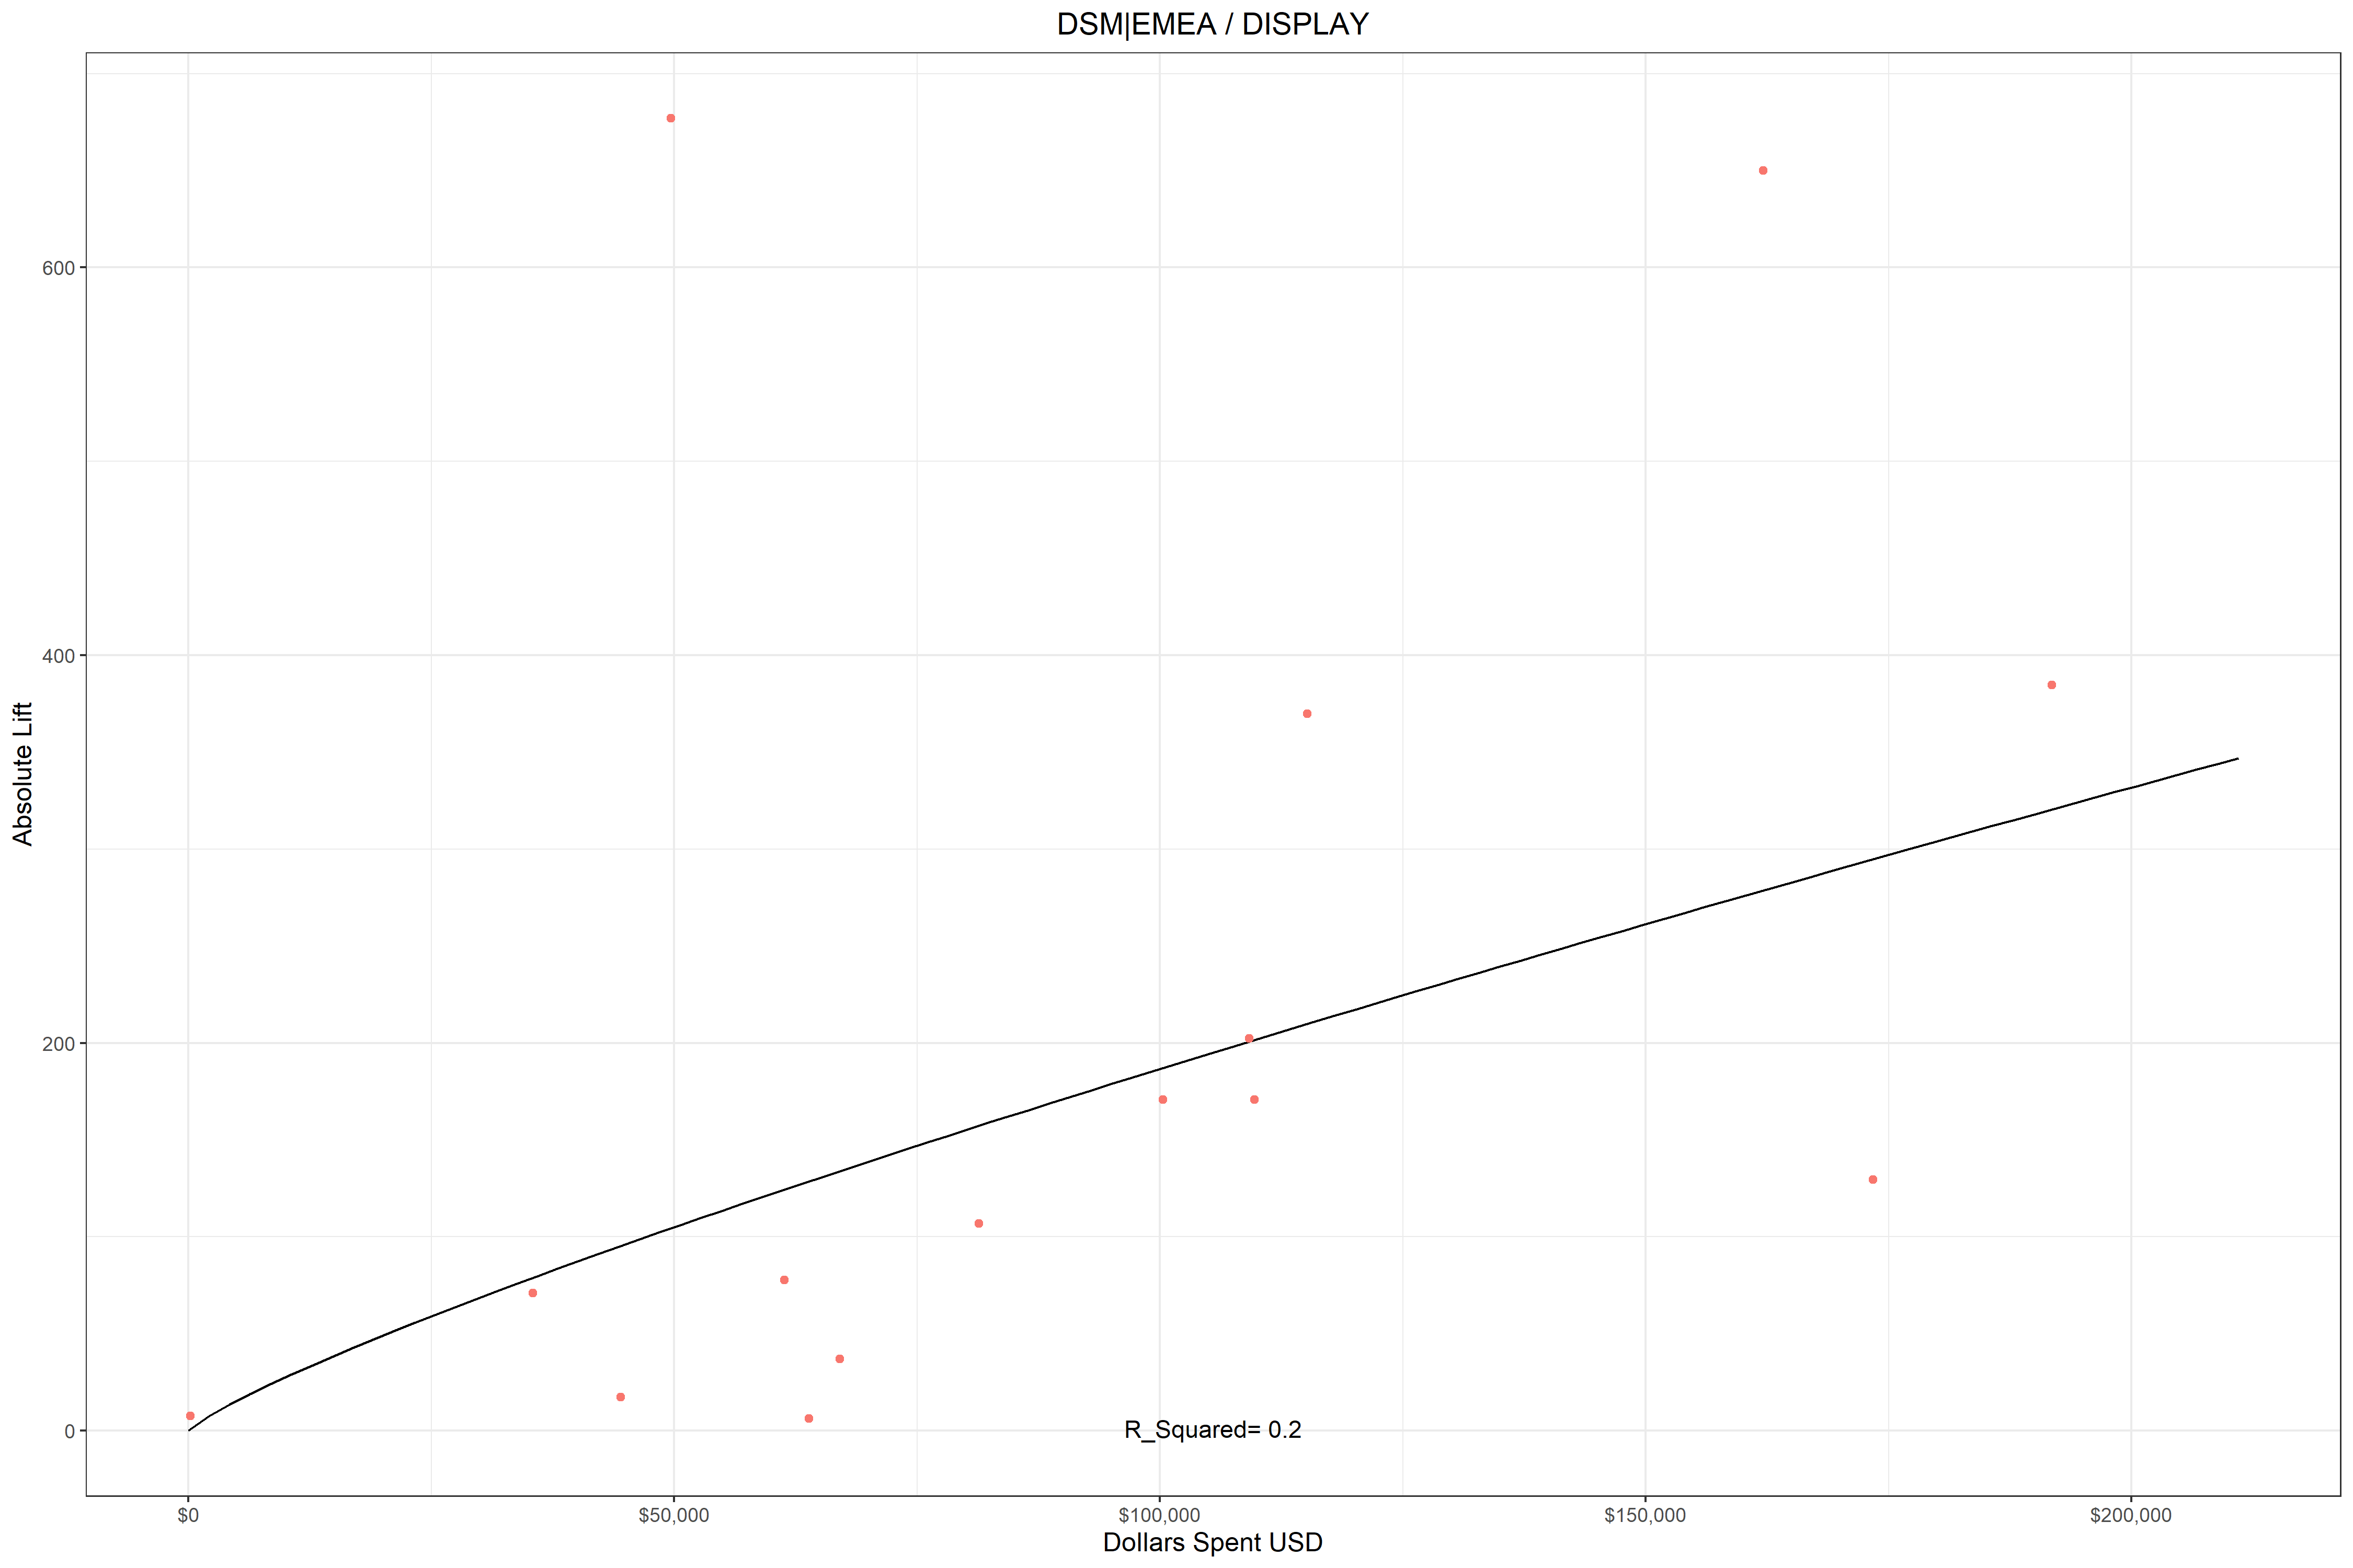 DSM|EMEA / DISPLAY
Absolute Lift
600
400
200
0
R_Squared= 0.2
$0
$50,000
$100,000
$150,000
$200,000
Dollars Spent USD